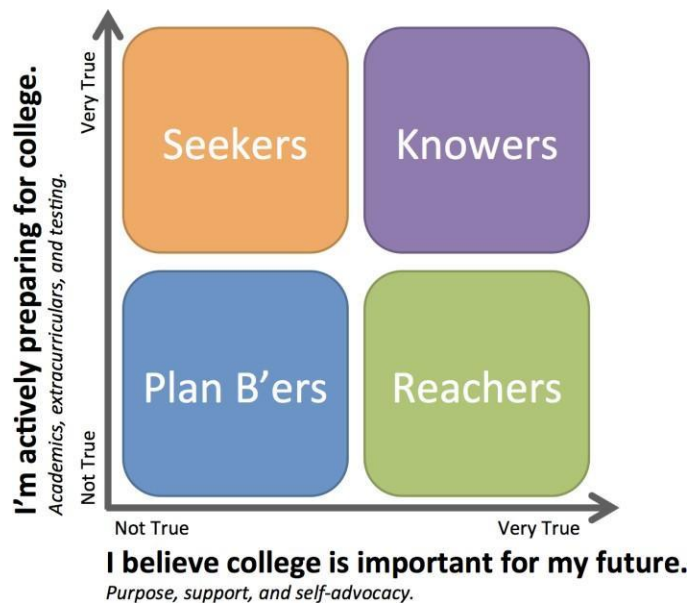 I'm actively preparing for college.
Academics, extracurriculars, and testing.
Very True
Not True
Seekers
Knowers
Plan B'ers
Reachers
Not True
Very True
I believe college is important for my future.
Purpose, support, and self-advocacy.